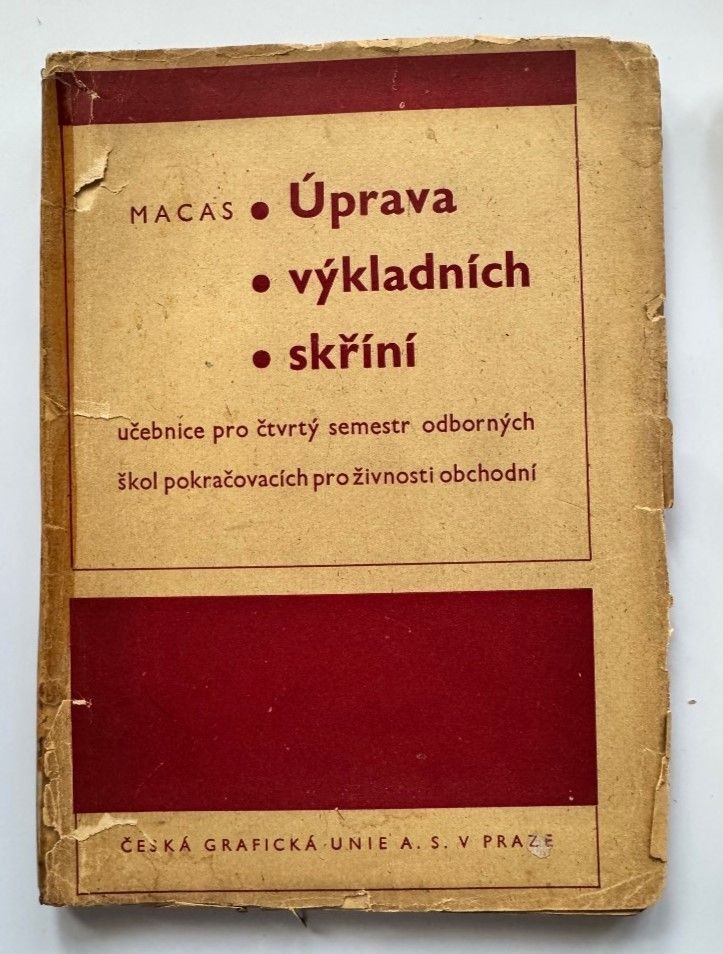 MACAS • Úprava
• výkladních
• skříní
učebnice pro čtvrtý semestr odborných
škol pokračovacích pro živnosti obchodní
ČESKÁ GRAFICKÁ UNIE A. S. V PRAZE